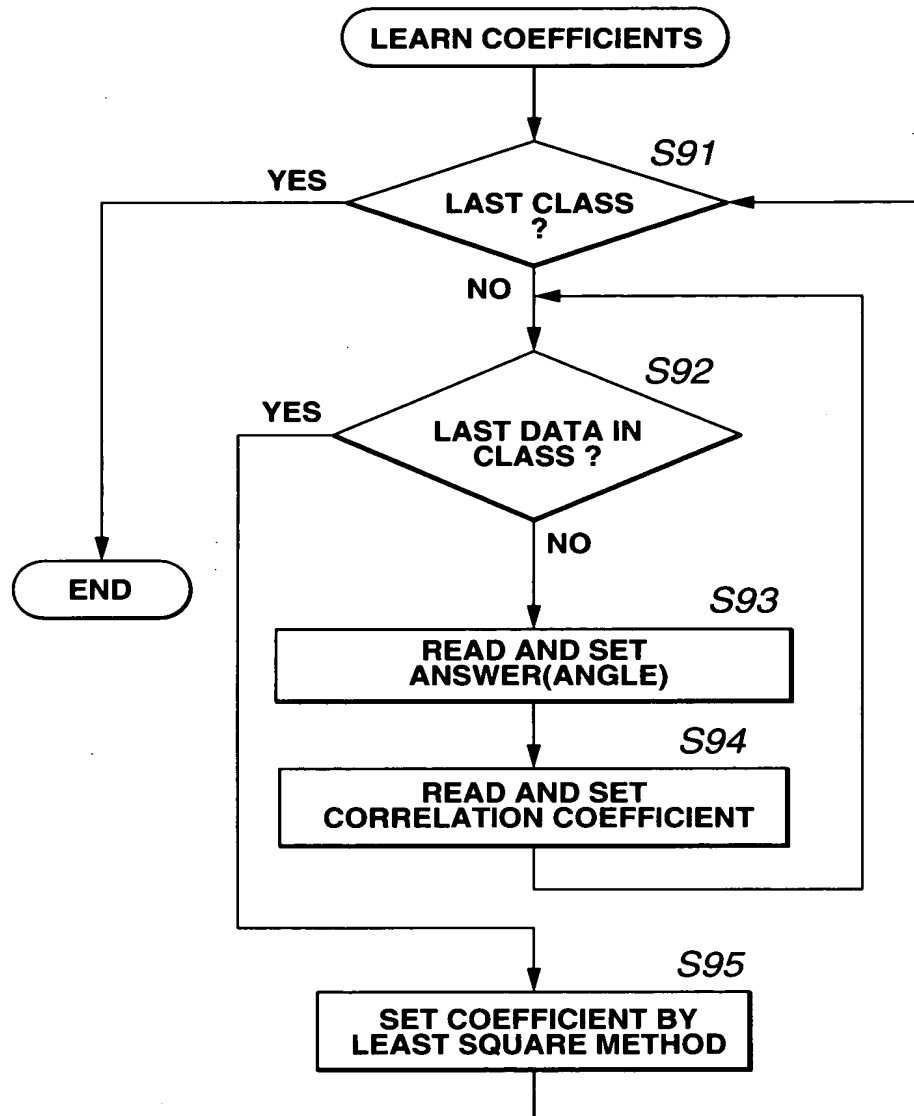 LEARN COEFFICIENTS
S91
YES
LAST CLASS
?
NO
S92
YES
LAST DATA IN
CLASS ?
NO
END
S93
READ AND SET
ANSWER(ANGLE)
S94
READ AND SET
CORRELATION COEFFICIENT
S95
SET COEFFICIENT BY
LEAST SQUARE METHOD